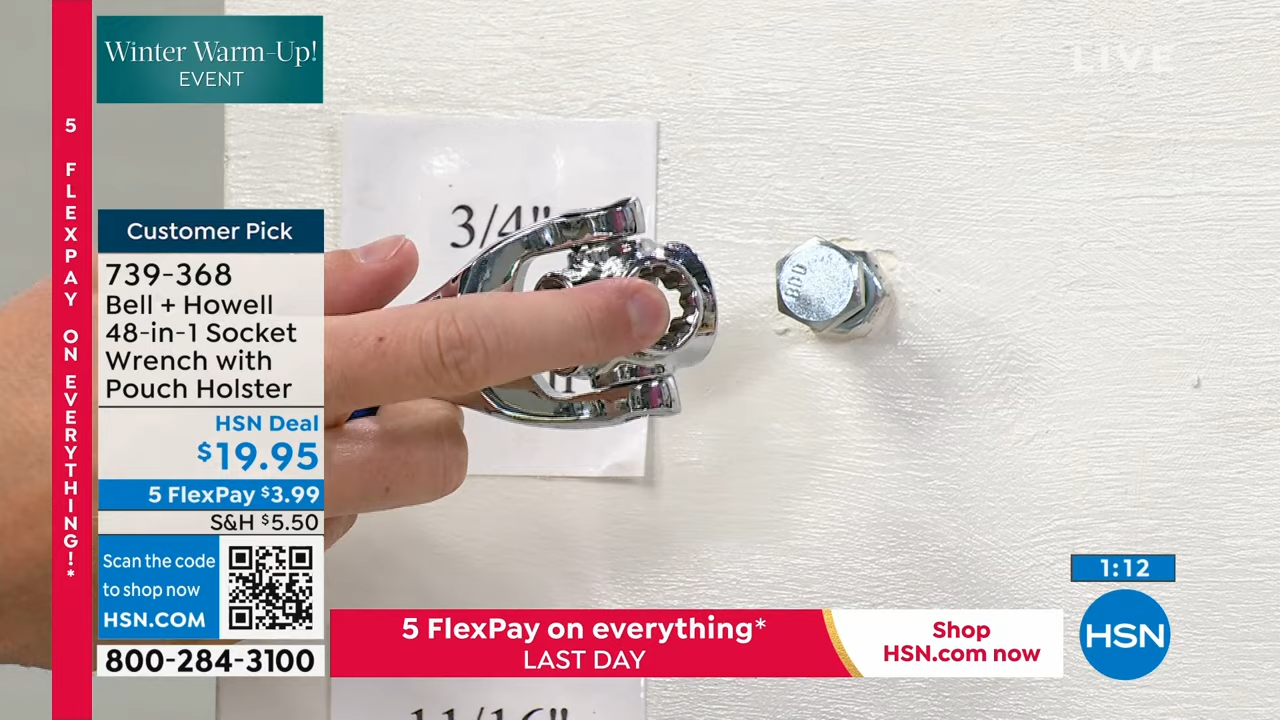 Winter Warm-Up!
EVENT
LIVE
5 FLEXPAY ON EVERYTHING!*
Customer Pick
739-368
Bell + Howell
48-in-1 Socket
Wrench with
Pouch Holster
HSN Deal
$19.95
5 FlexPay $3.99
S&H $5.50
Scan the code
to shop now
HSN.COM
800-284-3100
3/4"
11/16"
1:12
5 FlexPay on everything*
LAST DAY
Shop
HSN.com now
HSN